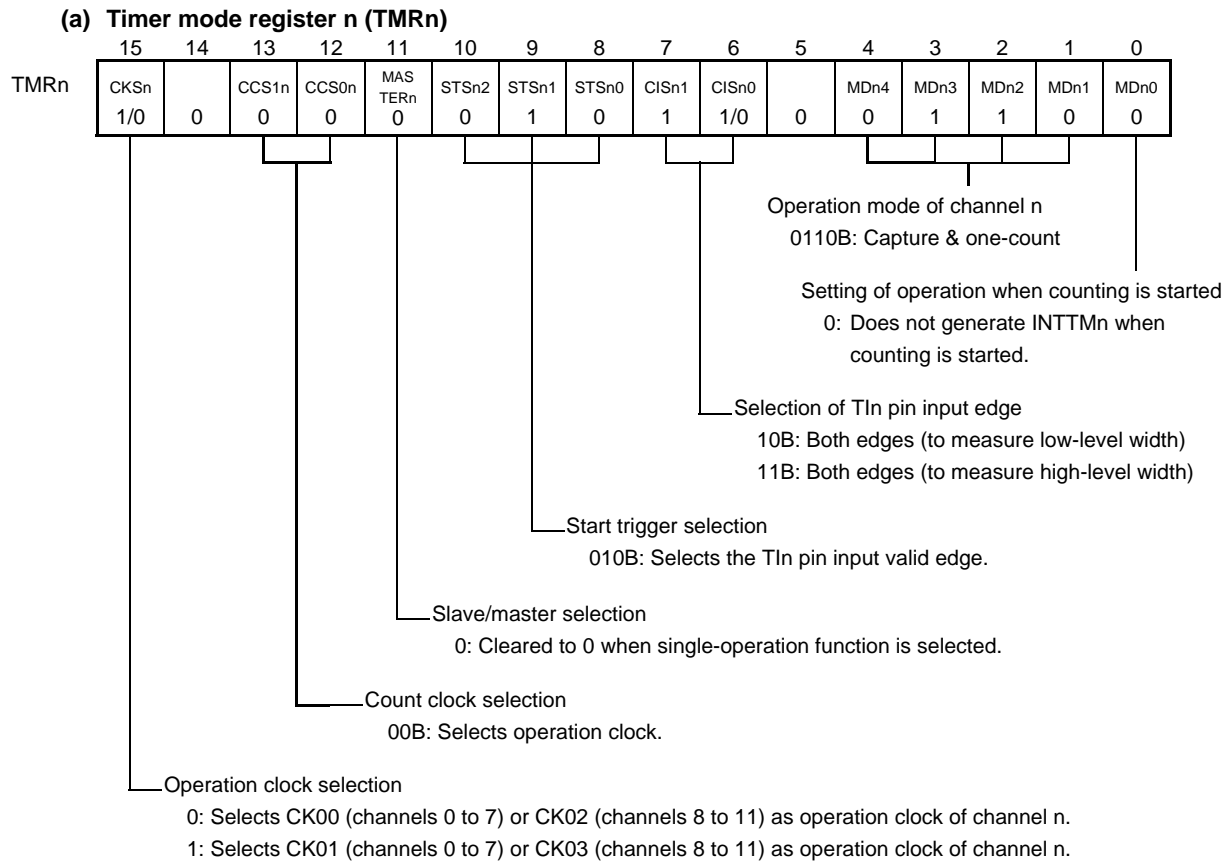 (a) Timer mode register n (TMRn)
15 14 13 12 11 10 9 8 7 6 5 4 3 2 1 0
TMRn
CKSn CCS1n CCS0n MAS TERn STSn2 STSn1 STSn0 CISn1 CISn0 MDn4 MDn3 MDn2 MDn1 MDn0
1/0 0 0 0 0 0 1 0 1 1/0 0 0 1 1 0 0
Operation mode of channel n
0110B: Capture & one-count
Setting of operation when counting is started
0: Does not generate INTTMn when
counting is started.
Selection of TIn pin input edge
10B: Both edges (to measure low-level width)
11B: Both edges (to measure high-level width)
Start trigger selection
010B: Selects the TIn pin input valid edge.
Slave/master selection
0: Cleared to 0 when single-operation function is selected.
Count clock selection
00B: Selects operation clock.
Operation clock selection
0: Selects CK00 (channels 0 to 7) or CK02 (channels 8 to 11) as operation clock of channel n.
1: Selects CK01 (channels 0 to 7) or CK03 (channels 8 to 11) as operation clock of channel n.